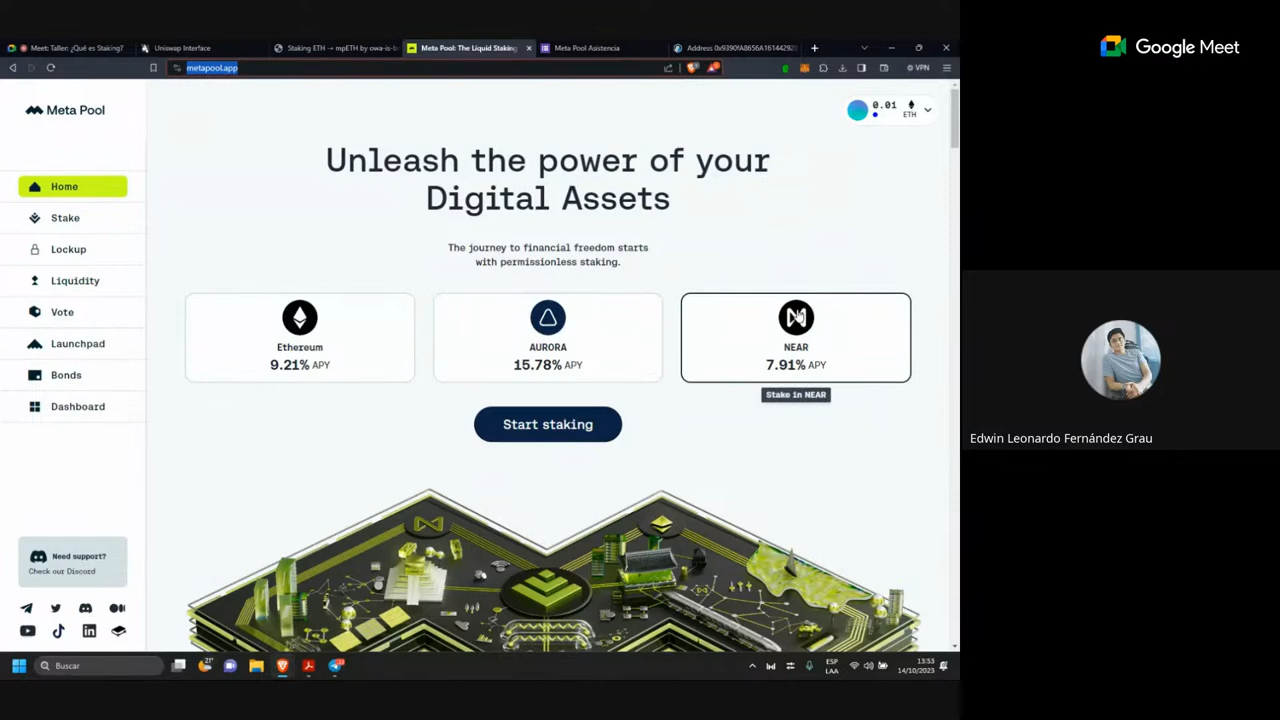 Meet: Taller: ¿Qué es Staking?
Uniswap Interface
Staking ETH → mpETH by owa-is-b
Meta Pool: The Liquid Staking
Meta Pool Asistencia
Address 0x9390fA8656A161442928
metapool.app
VPN
Google Meet
Meta Pool
0.01
ETH
Unleash the power of your
Digital Assets
The journey to financial freedom starts
with permissionless staking.
Home
Stake
Lockup
Liquidity
Vote
Launchpad
Bonds
Dashboard
Ethereum
9.21% APY
AURORA
15.78% APY
NEAR
7.91% APY
Stake in NEAR
Start staking
Need support?
Check our Discord
Edwin Leonardo Fernández Grau
Buscar
21°
ESP
LAA
13:53
14/10/2023